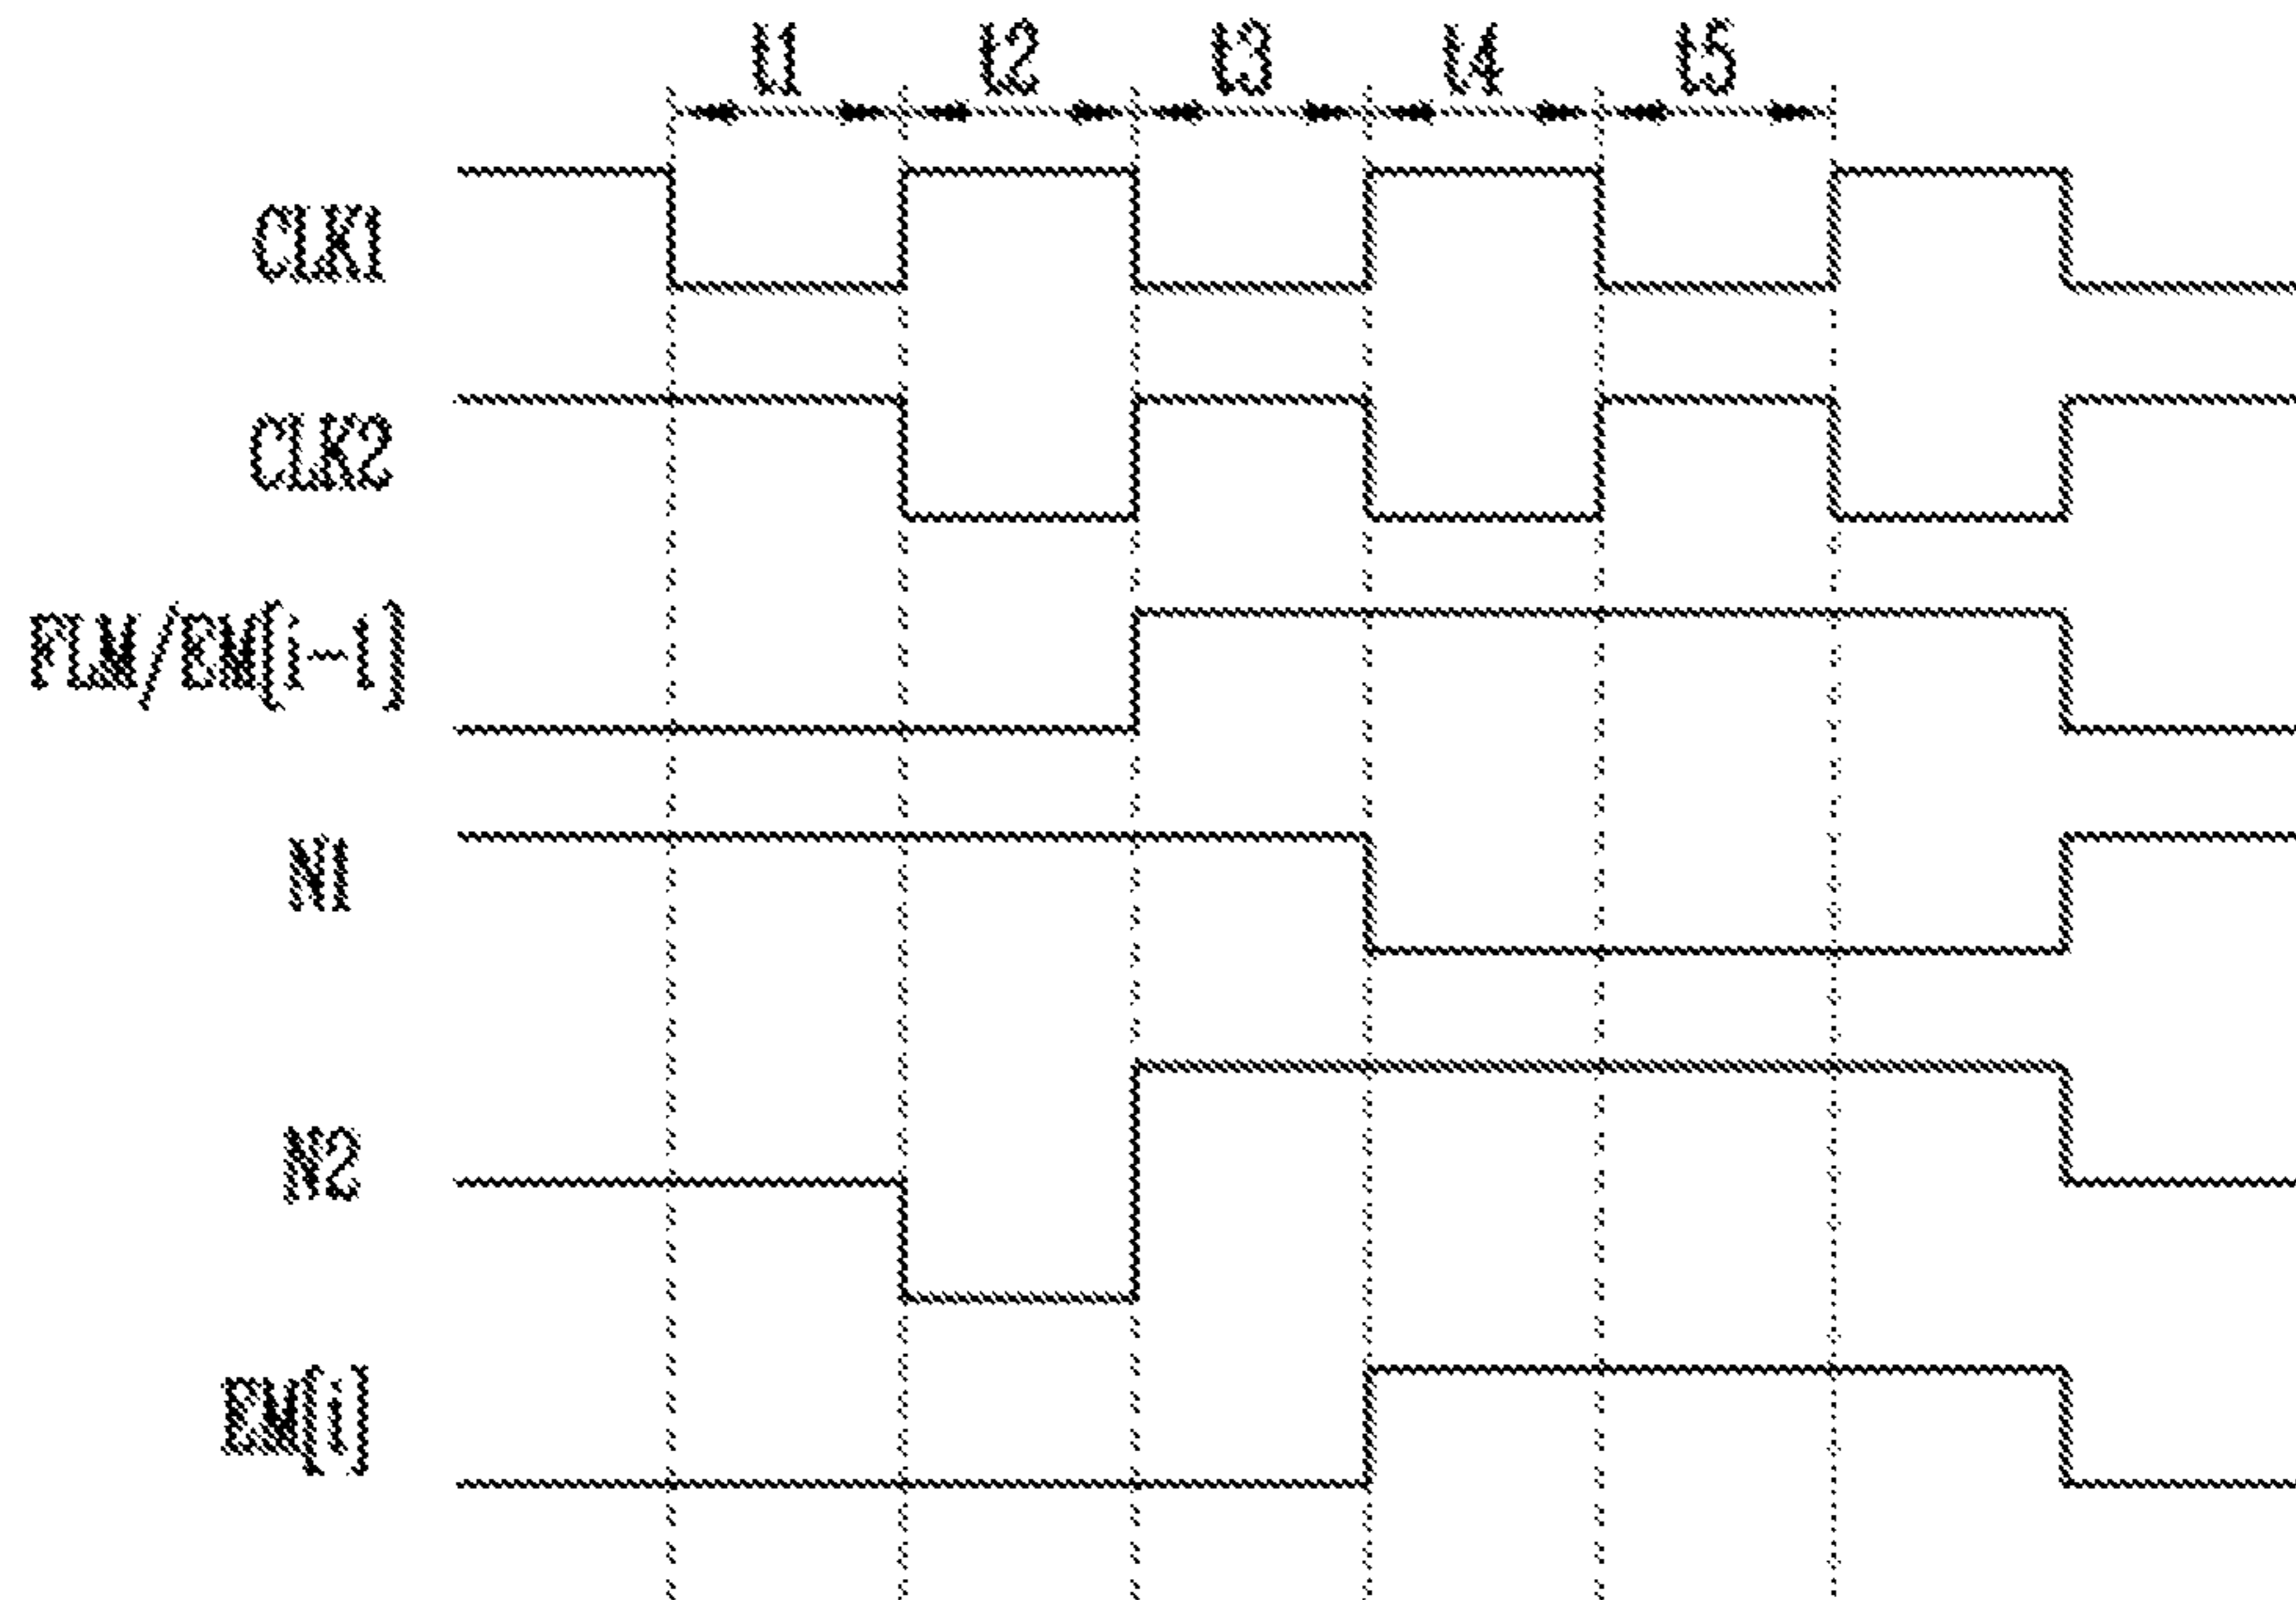 t1 t2 t3 t4 t5
CLK1
CLK2
FLM/EM[i-1]
N1
N2
EM[i]